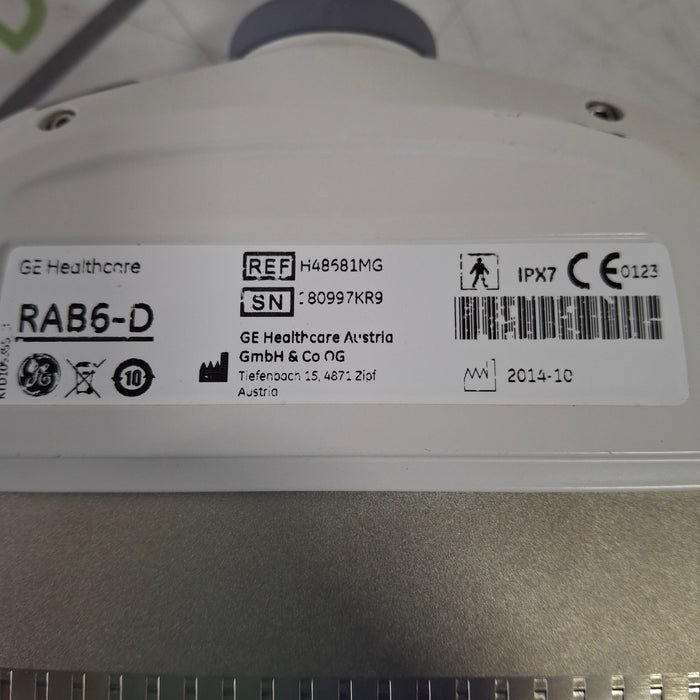 GE Healthcare
RAB6-D
10
REF H48681MG
SN 80997KR9
GE Healthcare Austria
GmbH & Co OG
Tiefenbach 15, 4871 Zipf
Austria
IPX7 CE 0123
2014-10